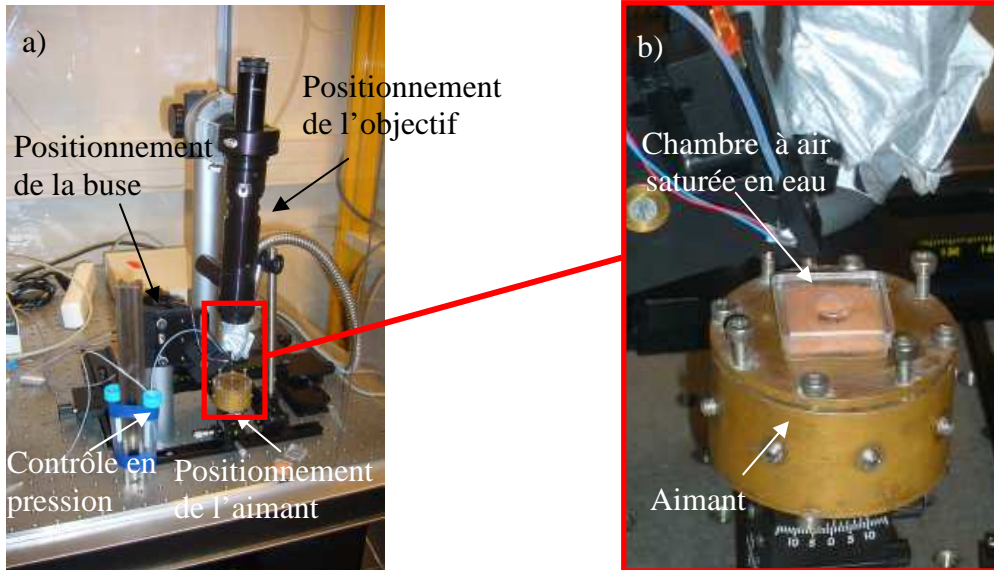 a)
Positionnement
de l’objectif
Positionnement
de la buse
Contrôle en
pression
Positionnement
de l’aimant
b)
Chambre à air
saturée en eau
Aimant
10 5 0 5 10